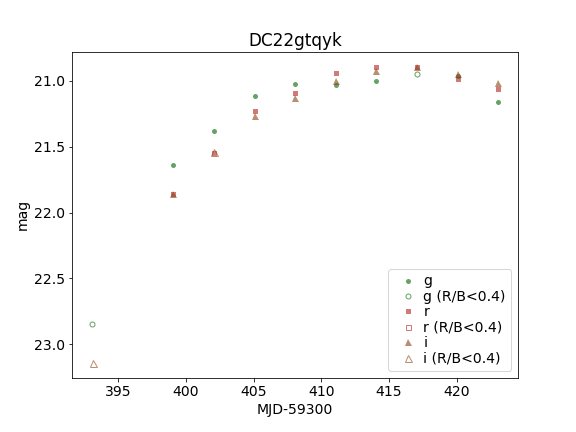 DC22gtqyk
21.0
21.5
22.0
22.5
23.0
mag
395
400
405
410
415
420
MJD-59300
g
g (R/B<0.4)
r
r (R/B<0.4)
i
i (R/B<0.4)